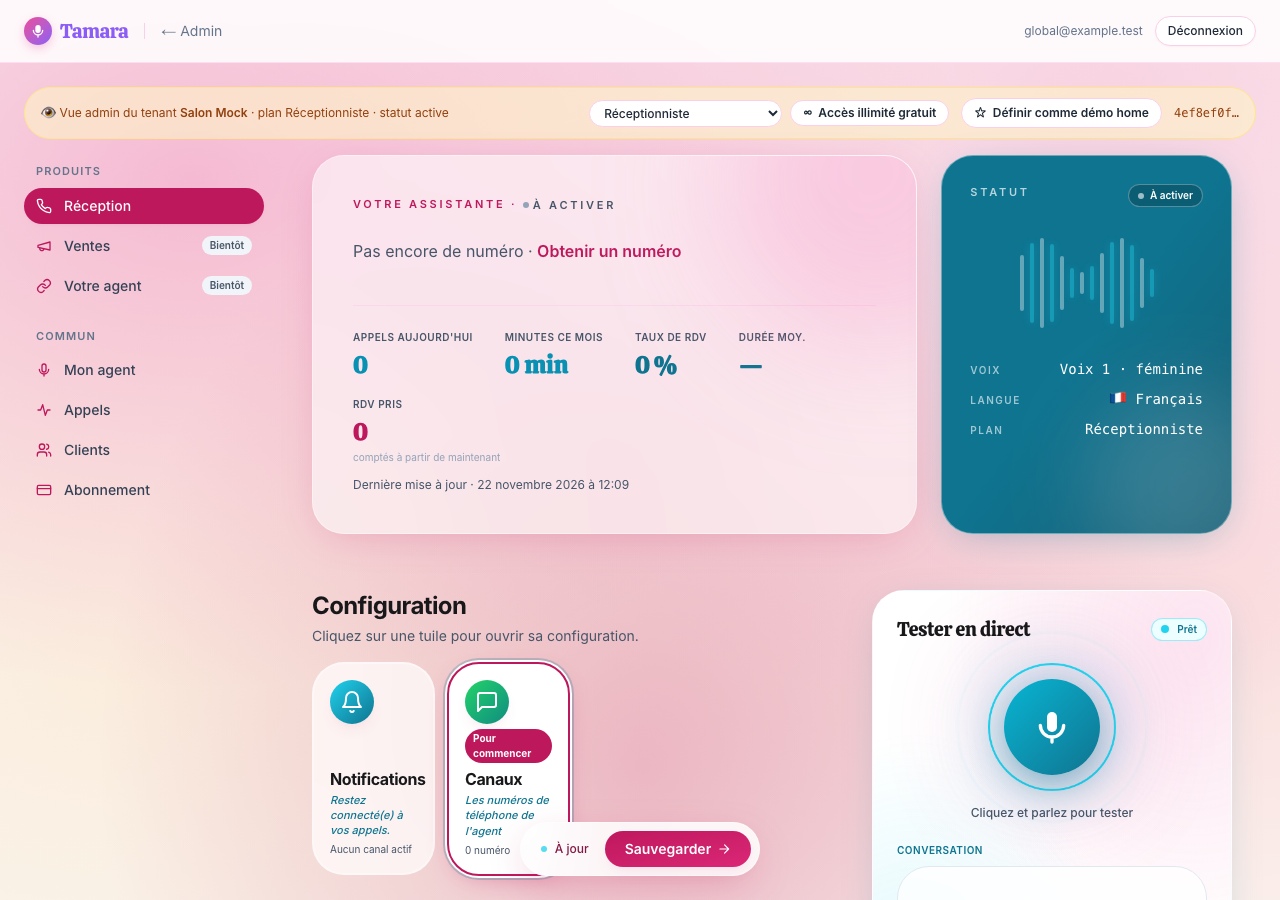 Tamara
← Admin
global@example.test
Déconnexion
👁 Vue admin du tenant Salon Mock · plan Réceptionniste · statut active
Réceptionniste
∞ Accès illimité gratuit
☆ Définir comme démo home
4ef8ef0f…
PRODUITS
Réception
Ventes
Bientôt
Votre agent
Bientôt
COMMUN
Mon agent
Appels
Clients
Abonnement
VOTRE ASSISTANTE · À ACTIVER
Pas encore de numéro · Obtenir un numéro
APPELS AUJOURD'HUI
0
MINUTES CE MOIS
0 min
TAUX DE RDV
0 %
DURÉE MOY.
—
RDV PRIS
0
comptés à partir de maintenant
Dernière mise à jour · 22 novembre 2026 à 12:09
STATUT
À activer
VOIX
Voix 1 · féminine
LANGUE
🇫🇷 Français
PLAN
Réceptionniste
Configuration
Cliquez sur une tuile pour ouvrir sa configuration.
Notifications
Restez
connecté(e) à
vos appels.
Aucun canal actif
Pour
commencer
Canaux
Les numéros de
téléphone de
l'agent
0 numéro
À jour
Sauvegarder →
Tester en direct
Prêt
Cliquez et parlez pour tester
CONVERSATION